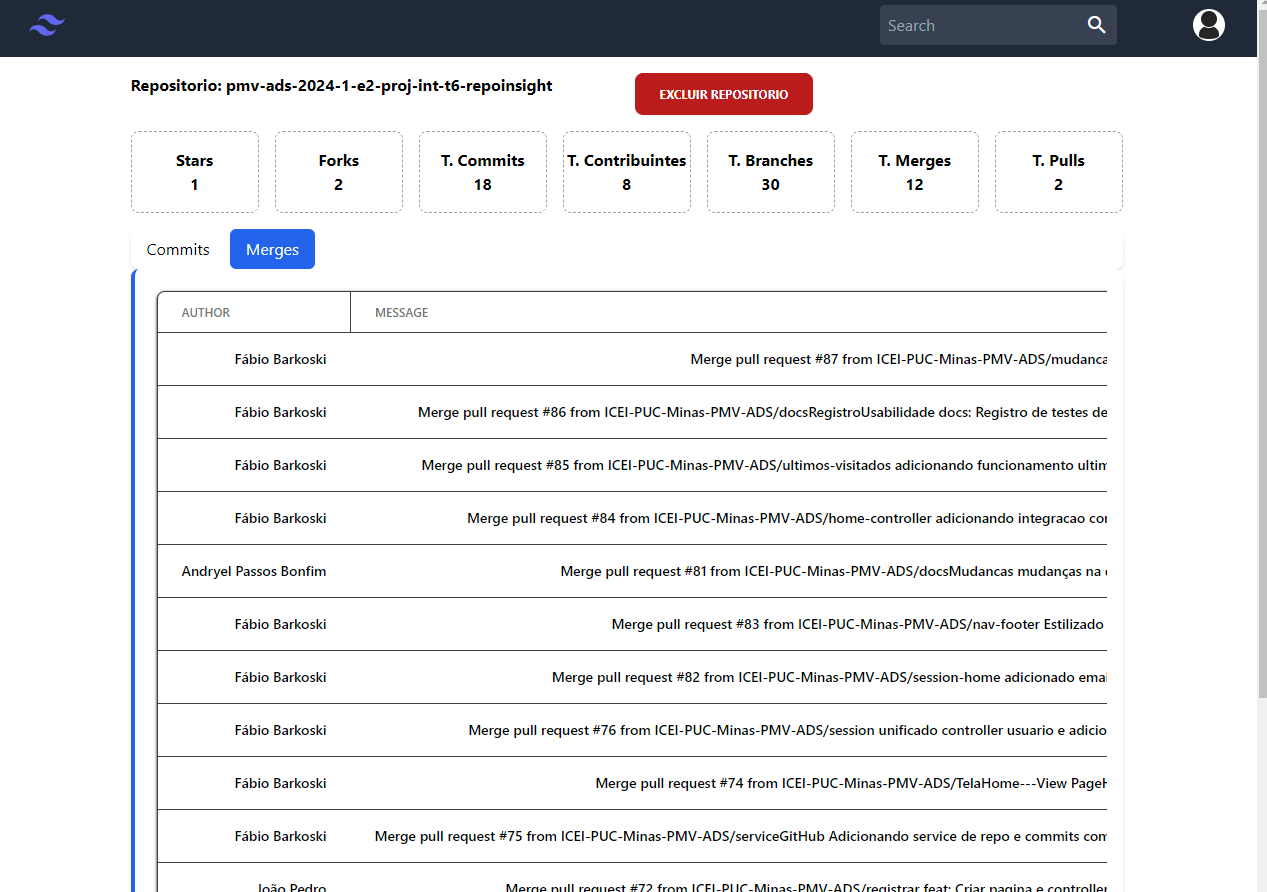 Search
Repositorio: pmv-ads-2024-1-e2-proj-int-t6-repoinsight
EXCLUIR REPOSITORIO
Stars
1
Forks
2
T. Commits
18
T. Contribuintes
8
T. Branches
30
T. Merges
12
T. Pulls
2
Commits
Merges
AUTHOR MESSAGE
Fábio Barkoski Merge pull request #87 from ICEI-PUC-Minas-PMV-ADS/mudanca
Fábio Barkoski Merge pull request #86 from ICEI-PUC-Minas-PMV-ADS/docsRegistroUsabilidade docs: Registro de testes de
Fábio Barkoski Merge pull request #85 from ICEI-PUC-Minas-PMV-ADS/ultimos-visitados adicionando funcionamento ultim
Fábio Barkoski Merge pull request #84 from ICEI-PUC-Minas-PMV-ADS/home-controller adicionando integracao cor
Andryel Passos Bonfim Merge pull request #81 from ICEI-PUC-Minas-PMV-ADS/docsMudancas mudanças na
Fábio Barkoski Merge pull request #83 from ICEI-PUC-Minas-PMV-ADS/nav-footer Estilizado
Fábio Barkoski Merge pull request #82 from ICEI-PUC-Minas-PMV-ADS/session-home adicionado emai
Fábio Barkoski Merge pull request #76 from ICEI-PUC-Minas-PMV-ADS/session unificado controller usuario e adicio
Fábio Barkoski Merge pull request #74 from ICEI-PUC-Minas-PMV-ADS/TelaHome---View Page
Fábio Barkoski Merge pull request #75 from ICEI-PUC-Minas-PMV-ADS/serviceGitHub Adicionando service de repo e commits com
João Pedro Merge pull request #72 from ICEI-PUC-Minas-PMV-ADS/registrar feat: Criar pagina e controller